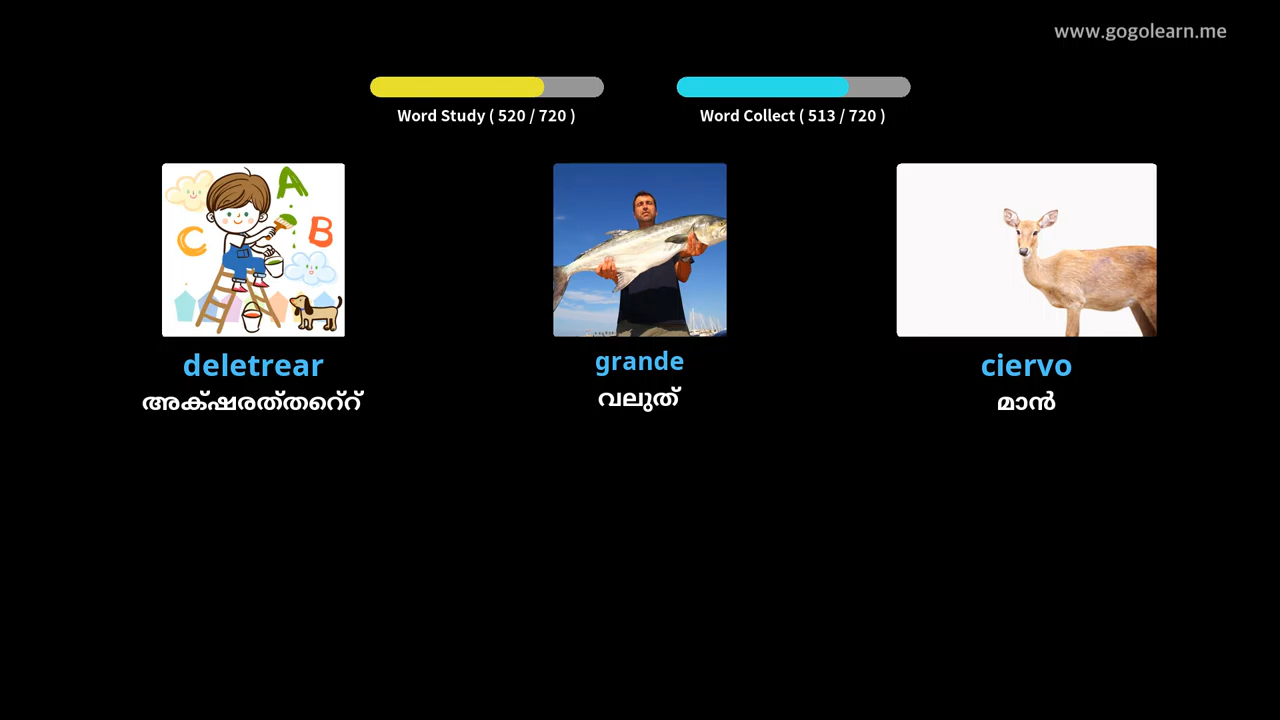 www.gogolearn.me
Word Study ( 520 / 720 )
Word Collect ( 513 / 720 )
A
B
C
deletrear
grande
ciervo
അക്ഷരത്തറ്റെറ്
വലുത്
മാൻ